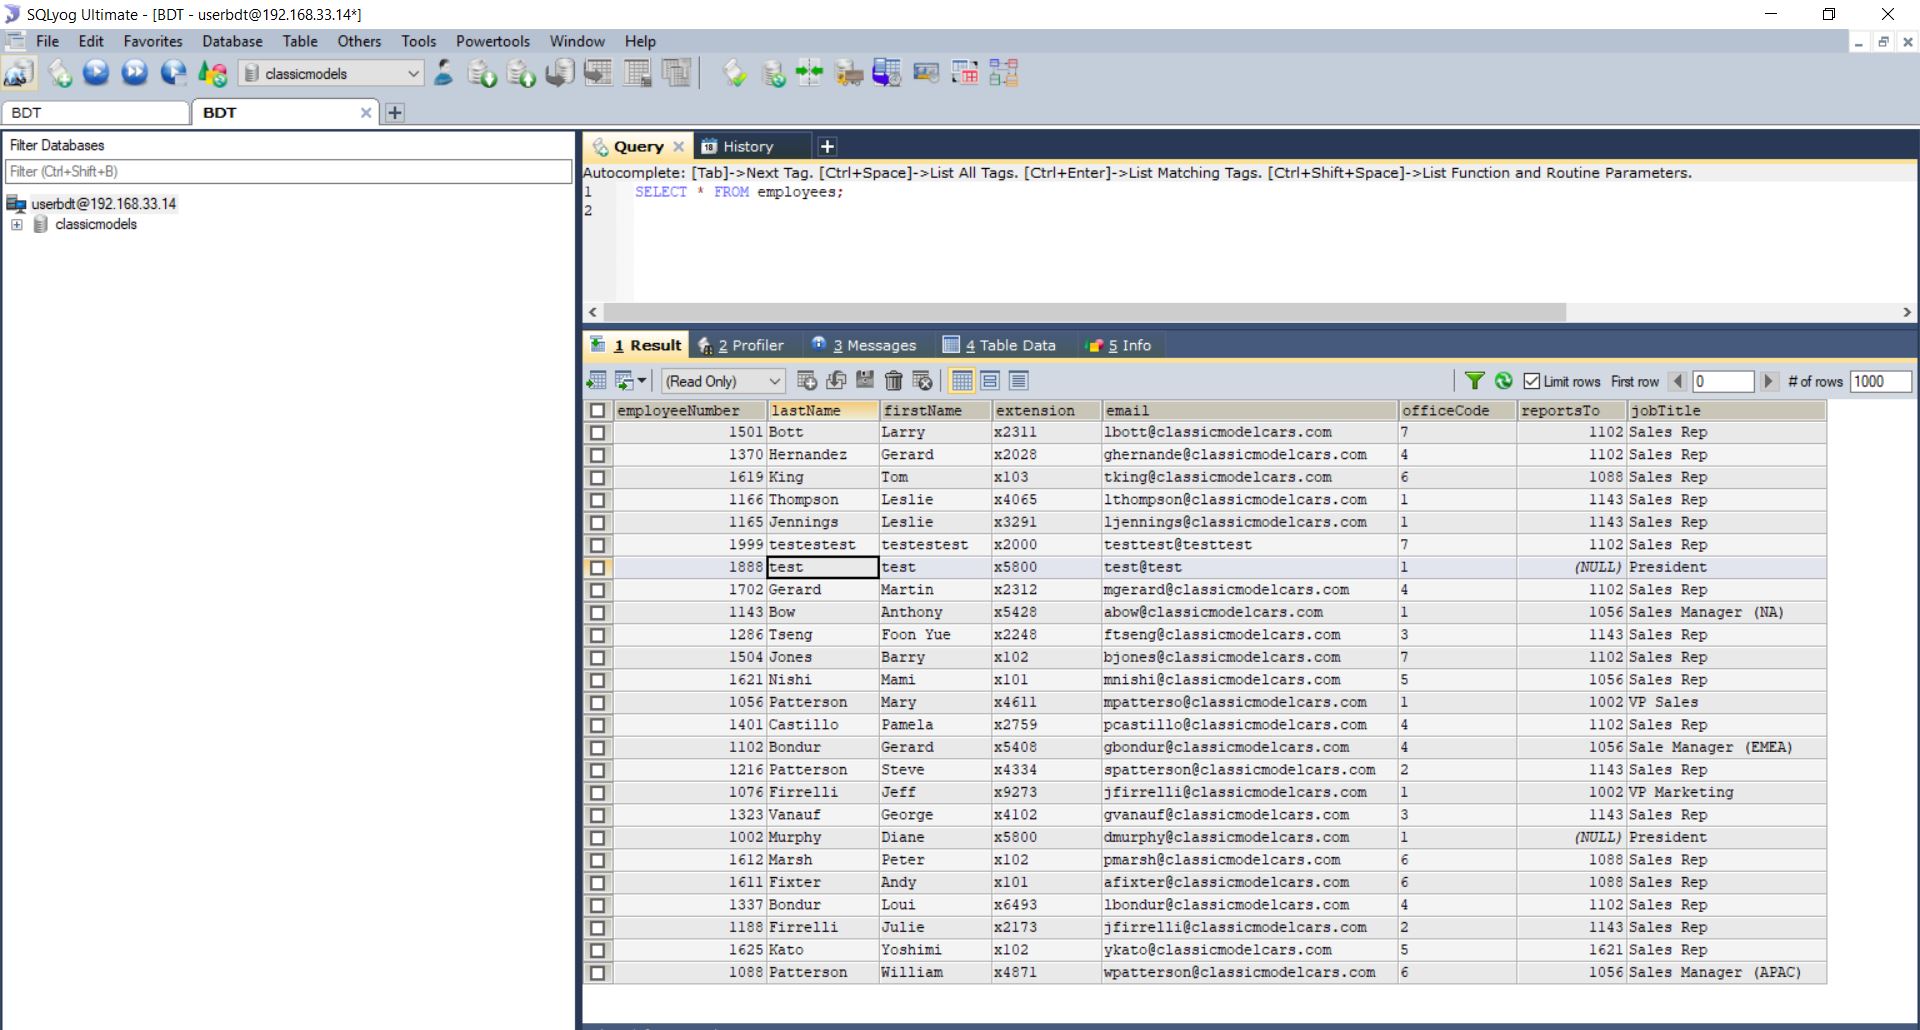 SQLyog Ultimate - [BDT - userbdt@192.168.33.14*]
File Edit Favorites Database Table Others Tools Powertools Window Help
classicmodels
BDT BDT
Filter Databases
Filter (Ctrl+Shift+B)
userbdt@192.168.33.14
classicmodels
Query History
Autocomplete: [Tab]->Next Tag. [Ctrl+Space]->List All Tags. [Ctrl+Enter]->List Matching Tags. [Ctrl+Shift+Space]->List Function and Routine Parameters.
1 SELECT * FROM employees;
2
1 Result 2 Profiler 3 Messages 4 Table Data 5 Info
(Read Only) Limit rows First row 0 # of rows 1000
employeeNumber lastName firstName extension email officeCode reportsTo jobTitle
1501 Bott Larry x2311 lbott@classicmodelcars.com 7 1102 Sales Rep
1370 Hernandez Gerard x2028 ghernande@classicmodelcars.com 4 1102 Sales Rep
1619 King Tom x103 tking@classicmodelcars.com 6 1088 Sales Rep
1166 Thompson Leslie x4065 lthompson@classicmodelcars.com 1 1143 Sales Rep
1165 Jennings Leslie x3291 ljennings@classicmodelcars.com 1 1143 Sales Rep
1999 testestest testestest x2000 testtest@testtest 7 1102 Sales Rep
1888 test test x5800 test@test 1 (NULL) President
1702 Gerard Martin x2312 mgerard@classicmodelcars.com 4 1102 Sales Rep
1143 Bow Anthony x5428 abow@classicmodelcars.com 1 1056 Sales Manager (NA)
1286 Tseng Foon Yue x2248 ftseng@classicmodelcars.com 3 1143 Sales Rep
1504 Jones Barry x102 bjones@classicmodelcars.com 7 1102 Sales Rep
1621 Nishi Mami x101 mnishi@classicmodelcars.com 5 1056 Sales Rep
1056 Patterson Mary x4611 mpatterso@classicmodelcars.com 1 1002 VP Sales
1401 Castillo Pamela x2759 pcastillo@classicmodelcars.com 4 1102 Sales Rep
1102 Bondur Gerard x5408 gbondur@classicmodelcars.com 4 1056 Sale Manager (EMEA)
1216 Patterson Steve x4334 spatterson@classicmodelcars.com 2 1143 Sales Rep
1076 Firrelli Jeff x9273 jfirrelli@classicmodelcars.com 1 1002 VP Marketing
1323 Vanauf George x4102 gvanauf@classicmodelcars.com 3 1143 Sales Rep
1002 Murphy Diane x5800 dmurphy@classicmodelcars.com 1 (NULL) President
1612 Marsh Peter x102 pmarsh@classicmodelcars.com 6 1088 Sales Rep
1611 Fixter Andy x101 afixter@classicmodelcars.com 6 1088 Sales Rep
1337 Bondur Loui x6493 lbondur@classicmodelcars.com 4 1102 Sales Rep
1188 Firrelli Julie x2173 jfirrelli@classicmodelcars.com 2 1143 Sales Rep
1625 Kato Yoshimi x102 ykato@classicmodelcars.com 5 1621 Sales Rep
1088 Patterson William x4871 wpatterson@classicmodelcars.com 6 1056 Sales Manager (APAC)